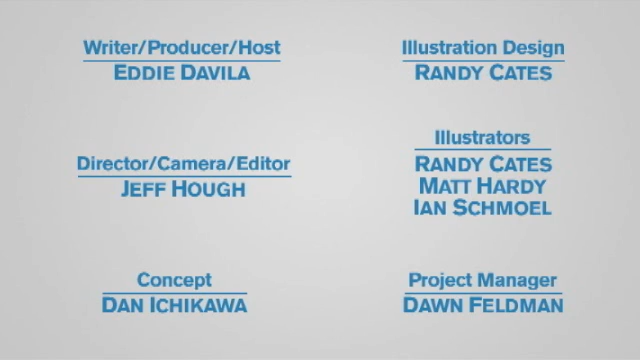 Writer/Producer/Host
EDDIE DAVILA
Director/Camera/Editor
JEFF HOUGH
Concept
DAN ICHIKAWA
Illustration Design
RANDY CATES
Illustrators
RANDY CATES
MATT HARDY
IAN SCHMOEL
Project Manager
DAWN FELDMAN